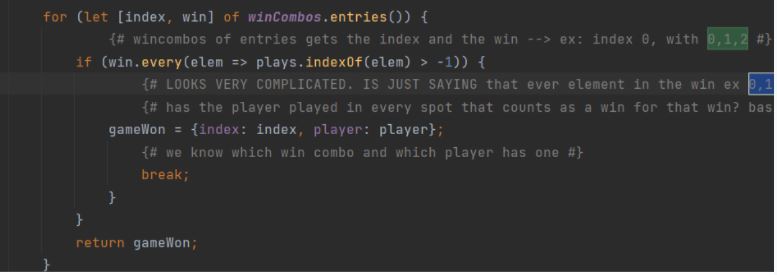 for (let [index, win] of winCombos.entries()) {
{# wincombos of entries gets the index and the win --> ex: index 0, with 0,1,2 #}
if (win.every(elem => plays.indexOf(elem) > -1)) {
{# LOOKS VERY COMPLICATED. IS JUST SAYING that ever element in the win ex 0,1
{# has the player played in every spot that counts as a win for that win? bas
gameWon = {index: index, player: player};
{# we know which win combo and which player has one #}
break;
}
}
return gameWon;
}